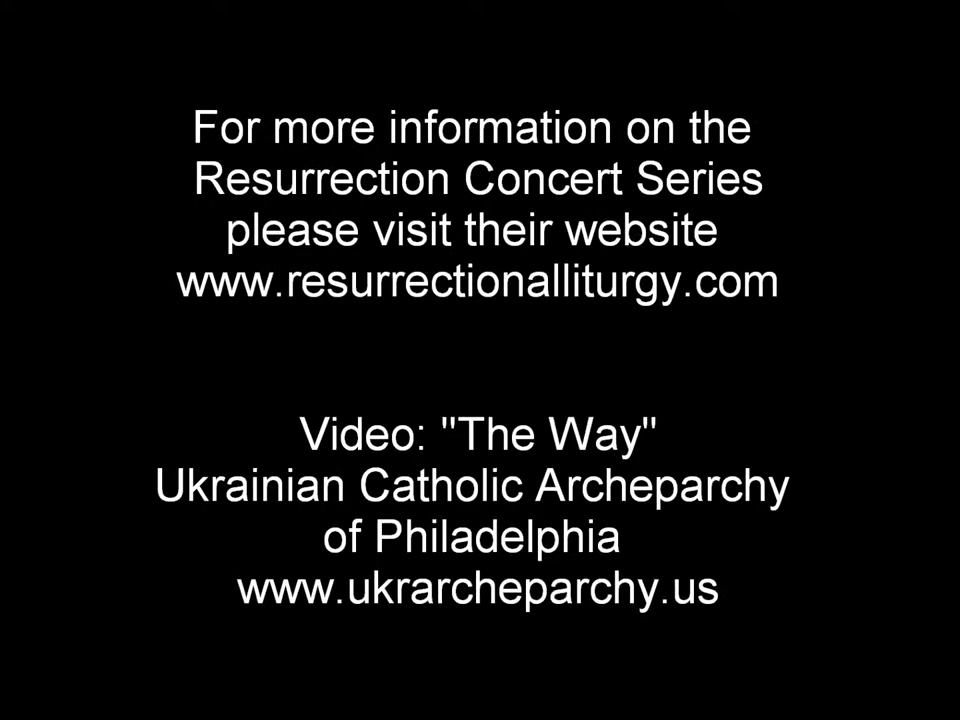 For more information on the
Resurrection Concert Series
please visit their website
www.resurrectionalliturgy.com
Video: "The Way"
Ukrainian Catholic Archeparchy
of Philadelphia
www.ukrarcheparchy.us